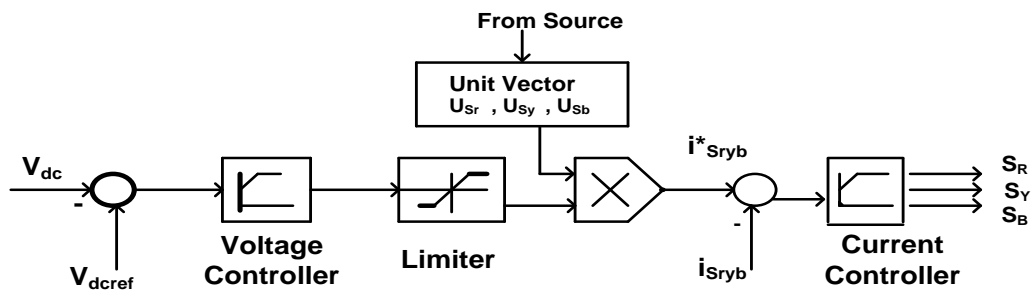 From Source
Unit Vector
USr , USy , USb
Vdc
-
Vdcref
Voltage
Controller
Limiter
i*Sryb
-
iSryb
Current
Controller
SR
SY
SB